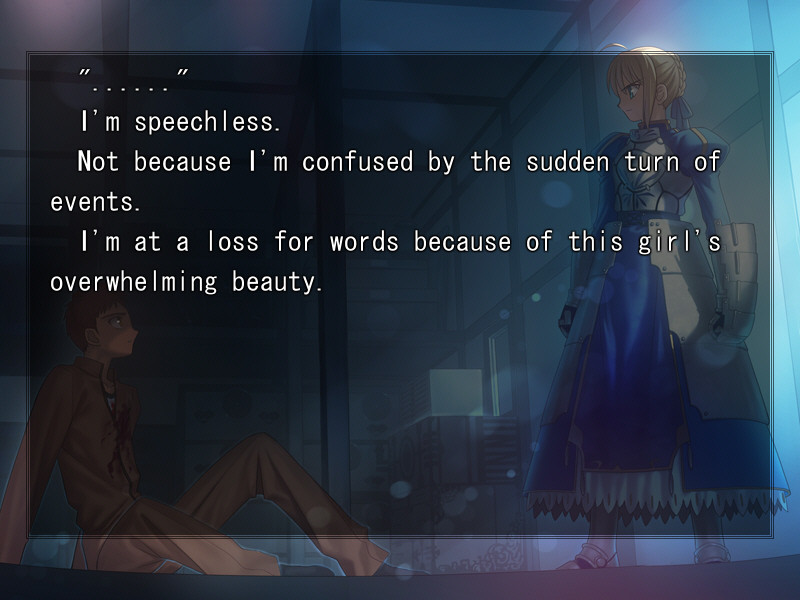 "......"
I'm speechless.
Not because I'm confused by the sudden turn of
events.
I'm at a loss for words because of this girl's
overwhelming beauty.